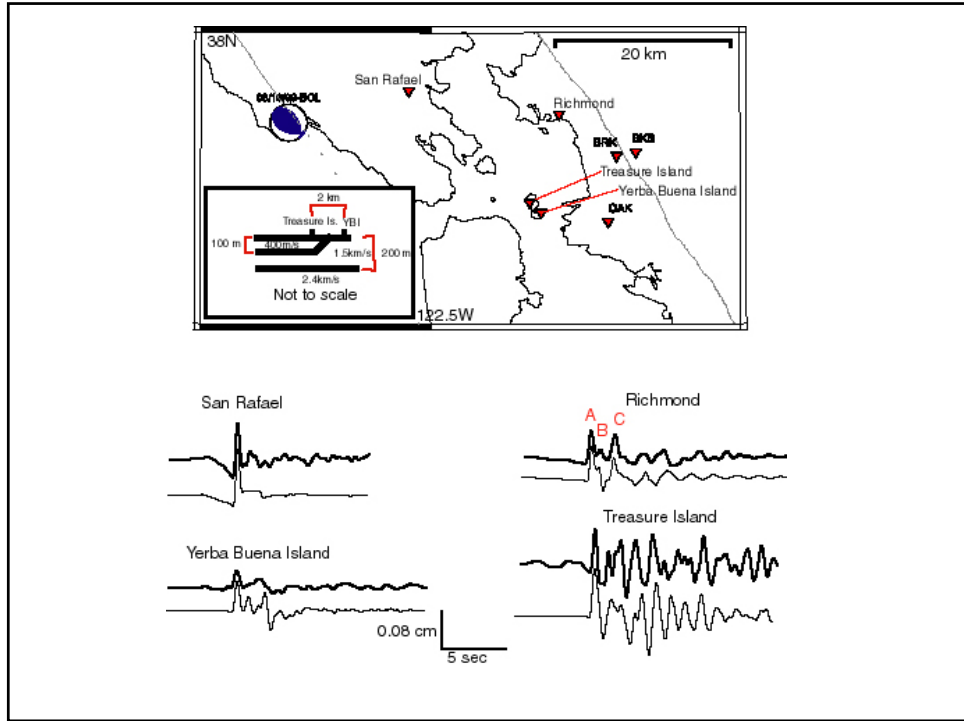 38N
20 km
San Rafael
Richmond
BRK
BKS
Treasure Island
Yerba Buena Island
OAK
2 km
Treasure Is. YBI
100 m
400m/s
1.5km/s
200 m
2.4km/s
Not to scale
122.5W
San Rafael
Richmond
A
B
C
Treasure Island
Yerba Buena Island
0.08 cm
5 sec